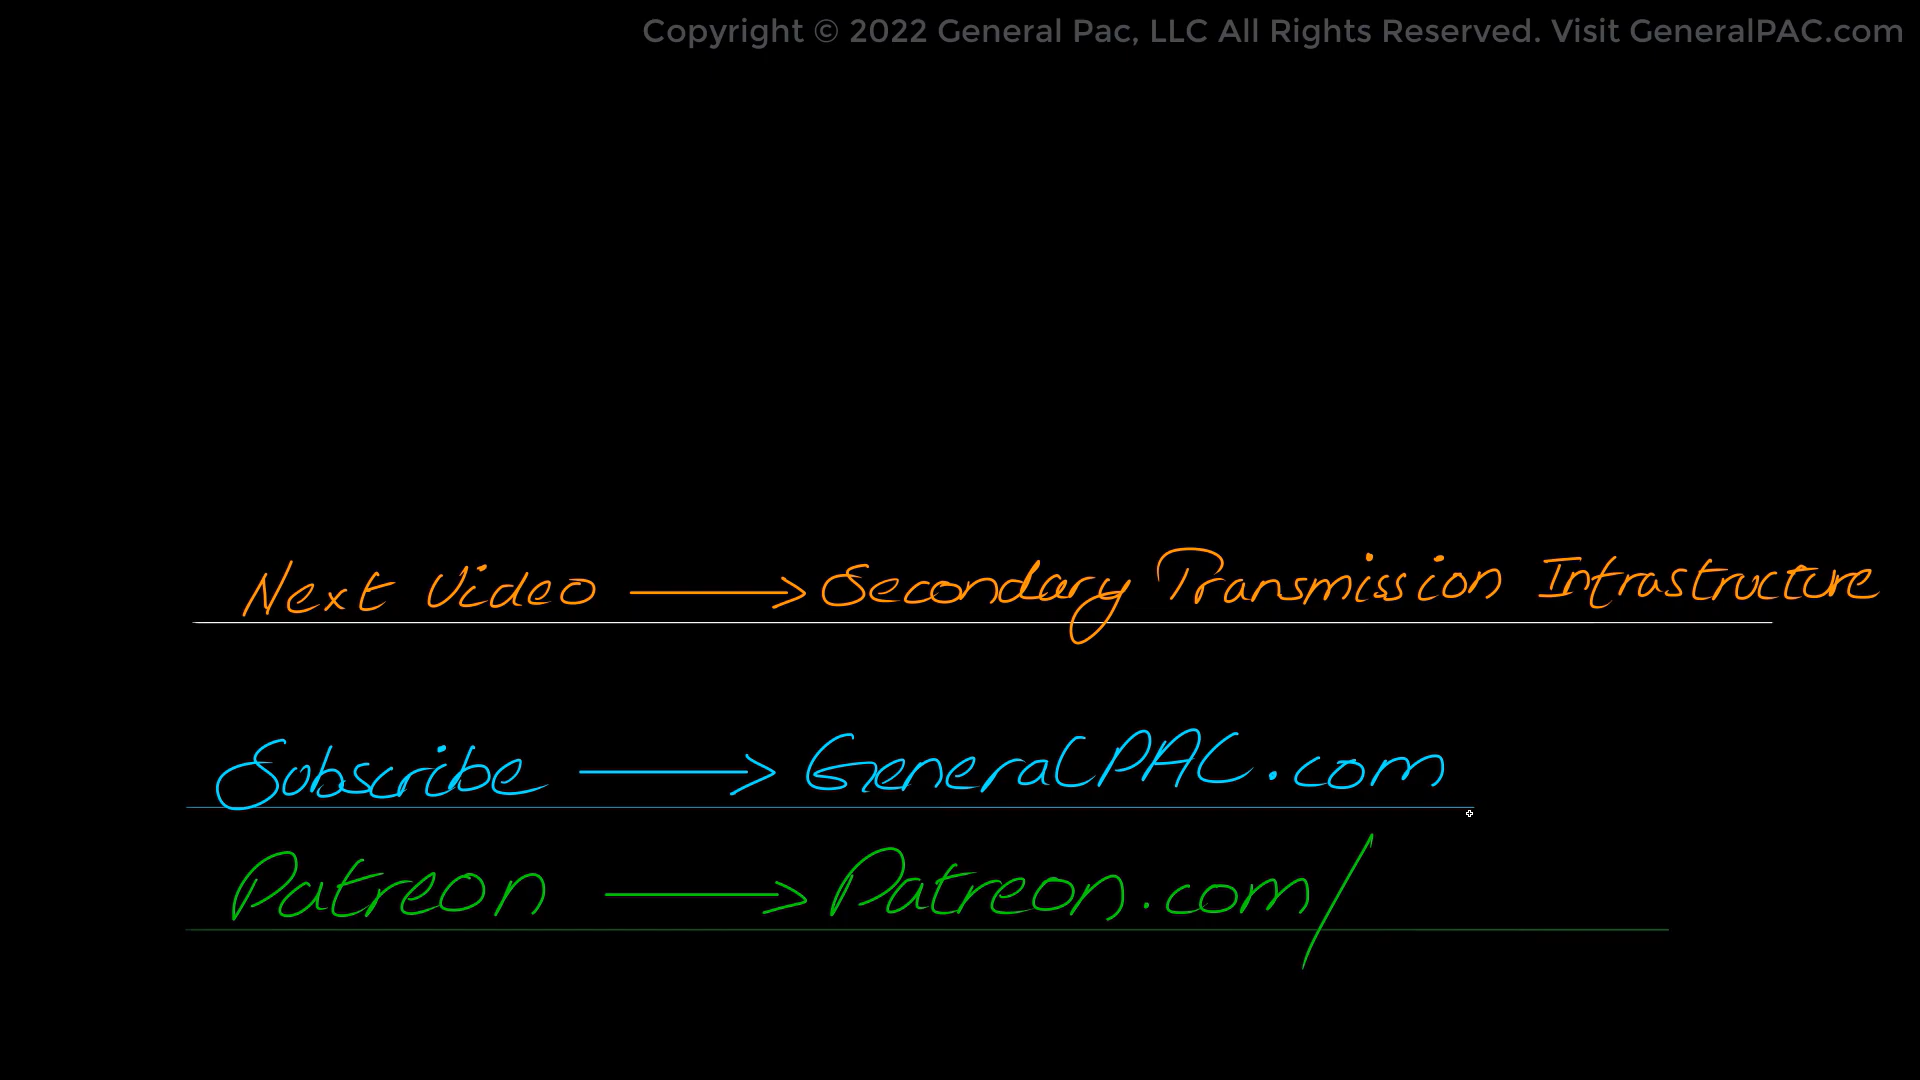 Copyright © 2022 General Pac, LLC All Rights Reserved. Visit GeneralPAC.com
Next Video → Secondary Transmission Infrastructure
Subscribe → GeneralPAC.com
Patreon → Patreon.com/